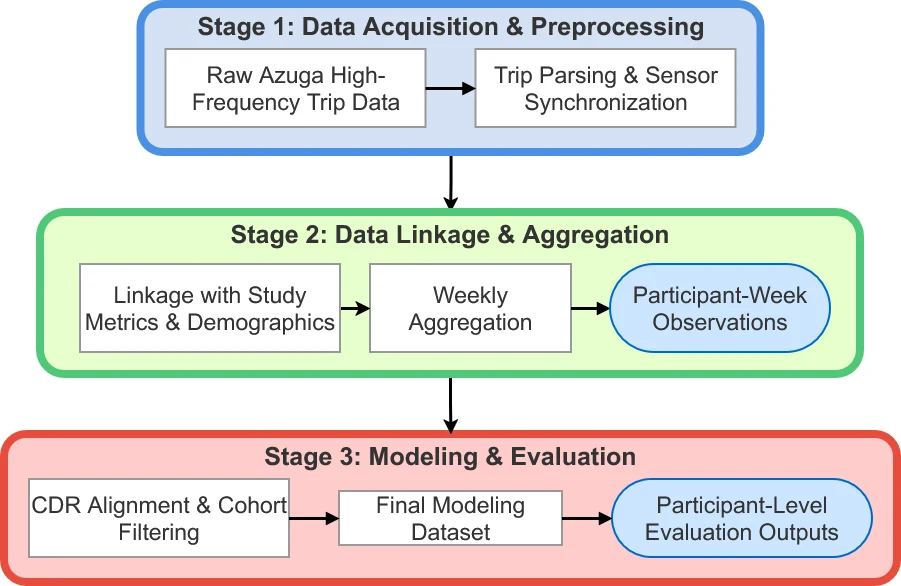 Stage 1: Data Acquisition & Preprocessing
Raw Azuga High-
Frequency Trip Data
Trip Parsing & Sensor
Synchronization
Stage 2: Data Linkage & Aggregation
Linkage with Study
Metrics & Demographics
Weekly
Aggregation
Participant-Week
Observations
Stage 3: Modeling & Evaluation
CDR Alignment & Cohort
Filtering
Final Modeling
Dataset
Participant-Level
Evaluation Outputs